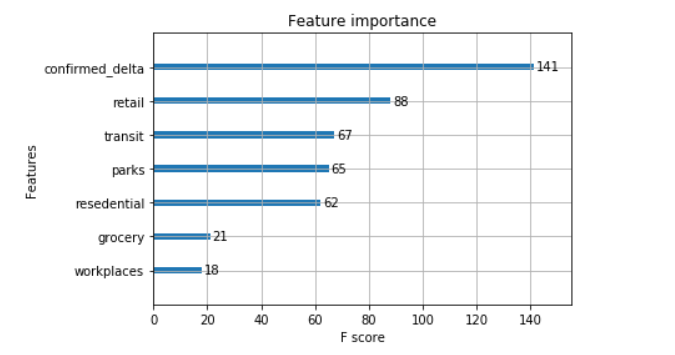 Feature importance
Features
confirmed_delta 141
retail 88
transit 67
parks 65
resedential 62
grocery 21
workplaces 18
0 20 40 60 80 100 120 140
F score